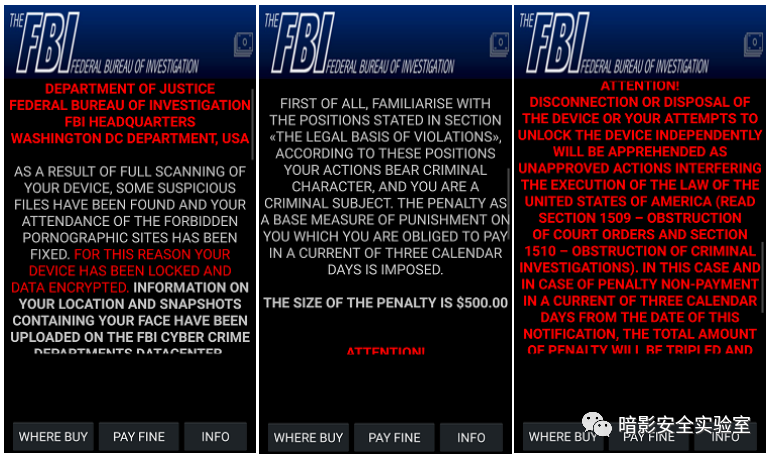 THE FBI FEDERAL BUREAU OF INVESTIGATION
DEPARTMENT OF JUSTICE
FEDERAL BUREAU OF INVESTIGATION
FBI HEADQUARTERS
WASHINGTON DC DEPARTMENT, USA
AS A RESULT OF FULL SCANNING OF
YOUR DEVICE, SOME SUSPICIOUS
FILES HAVE BEEN FOUND AND YOUR
ATTENDANCE OF THE FORBIDDEN
PORNOGRAPHIC SITES HAS BEEN
FIXED. FOR THIS REASON YOUR
DEVICE HAS BEEN LOCKED AND
DATA ENCRYPTED. INFORMATION ON
YOUR LOCATION AND SNAPSHOTS
CONTAINING YOUR FACE HAVE BEEN
UPLOADED ON THE FBI CYBER CRIME
DEPARTMENTS DATACENTER
WHERE BUY PAY FINE INFO
THE FBI FEDERAL BUREAU OF INVESTIGATION
FIRST OF ALL, FAMILIARISE WITH
THE POSITIONS STATED IN SECTION
«THE LEGAL BASIS OF VIOLATIONS»,
ACCORDING TO THESE POSITIONS
YOUR ACTIONS BEAR CRIMINAL
CHARACTER, AND YOU ARE A
CRIMINAL SUBJECT. THE PENALTY AS
A BASE MEASURE OF PUNISHMENT ON
YOU WHICH YOU ARE OBLIGED TO PAY
IN A CURRENT OF THREE CALENDAR
DAYS IS IMPOSED.
THE SIZE OF THE PENALTY IS $500.00
ATTENTION!
WHERE BUY PAY FINE INFO
THE FBI FEDERAL BUREAU OF INVESTIGATION
ATTENTION!
DISCONNECTION OR DISPOSAL OF
THE DEVICE OR YOUR ATTEMPTS TO
UNLOCK THE DEVICE INDEPENDENTLY
WILL BE APPREHENDED AS
UNAPPROVED ACTIONS INTERFERING
THE EXECUTION OF THE LAW OF THE
UNITED STATES OF AMERICA (READ
SECTION 1509 – OBSTRUCTION
OF COURT ORDERS AND SECTION
1510 – OBSTRUCTION OF CRIMINAL
INVESTIGATIONS). IN THIS CASE AND
IN CASE OF PENALTY NON-PAYMENT
IN A CURRENT OF THREE CALENDAR
DAYS FROM THE DATE OF THIS
NOTIFICATION, THE TOTAL AMOUNT
OF PENALTY WILL BE TRIPLED AND
WHERE BUY PAY FINE INFO
暗影安全实验室